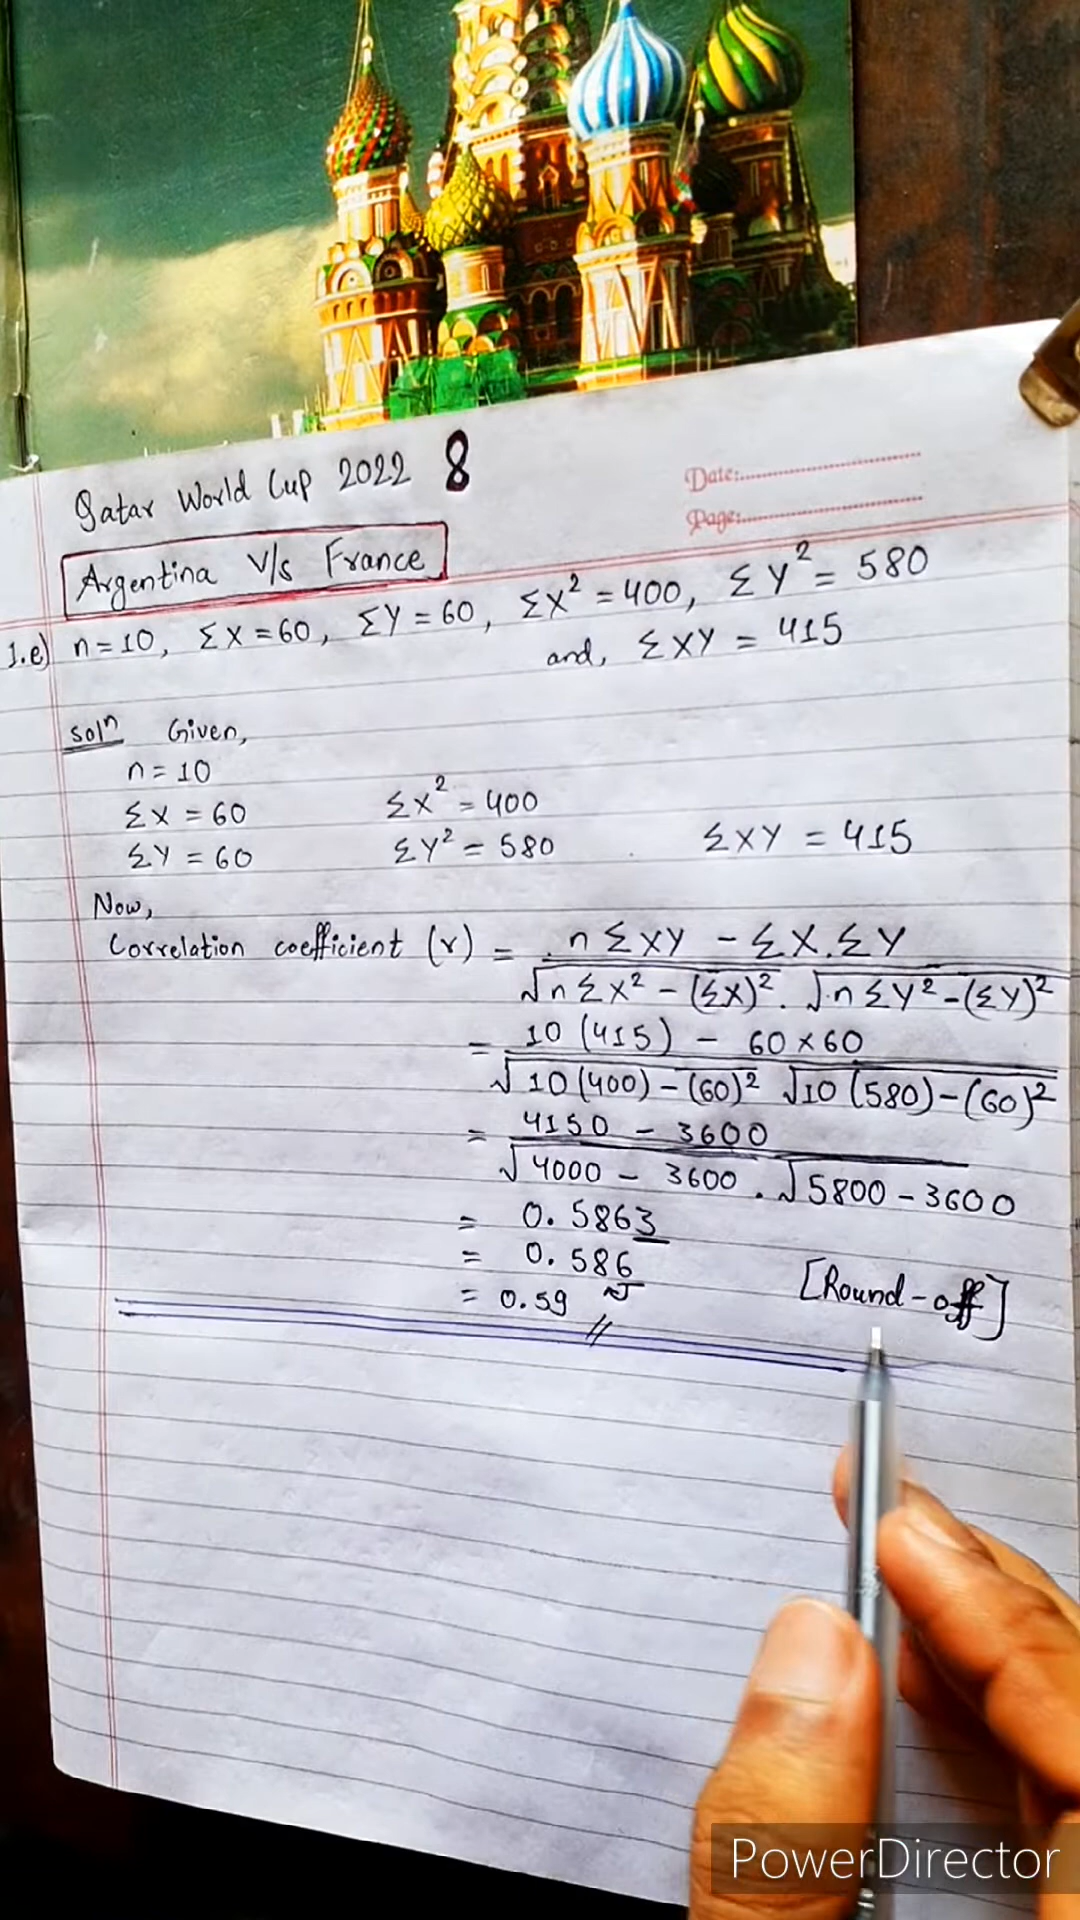 Qatar World Cup 2022 8
Date:
Page:
Argentina V/s France
1.e) n=10, ΣX=60, ΣY=60, ΣX²=400, ΣY²=580
and, ΣXY = 415
Solⁿ Given,
n=10
ΣX = 60 ΣX²=400
ΣY = 60 ΣY²= 580 ΣXY = 415
Now,
Correlation coefficient (r) = nΣXY - ΣX.ΣY
√nΣX² - (ΣX)². √nΣY² - (ΣY)²
= 10 (415) - 60×60
√10(400) - (60)² √10(580) - (60)²
= 4150 - 3600
√4000 - 3600 . √5800 - 3600
= 0.5863
= 0.586
= 0.59 [Round-off]
PowerDirector